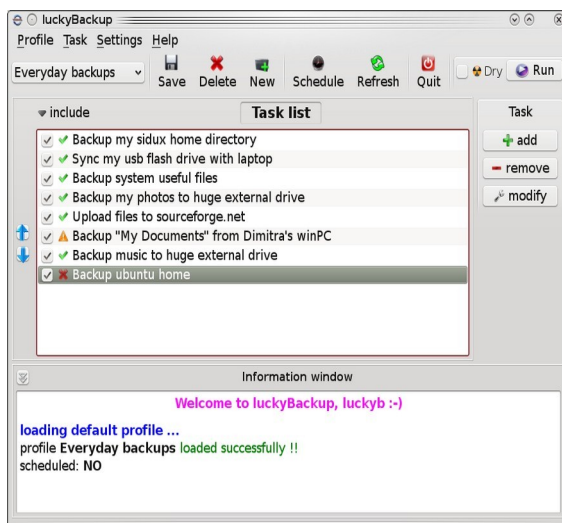 luckyBackup
Profile Task Settings Help
Everyday backups Save Delete New Schedule Refresh Quit Dry Run
include Task list Task
Backup my sidux home directory
Sync my usb flash drive with laptop
Backup system useful files
Backup my photos to huge external drive
Upload files to sourceforge.net
Backup "My Documents" from Dimitra's winPC
Backup music to huge external drive
Backup ubuntu home
add
remove
modify
Information window
Welcome to luckyBackup, luckyb :-)
loading default profile ...
profile Everyday backups loaded successfully !!
scheduled: NO